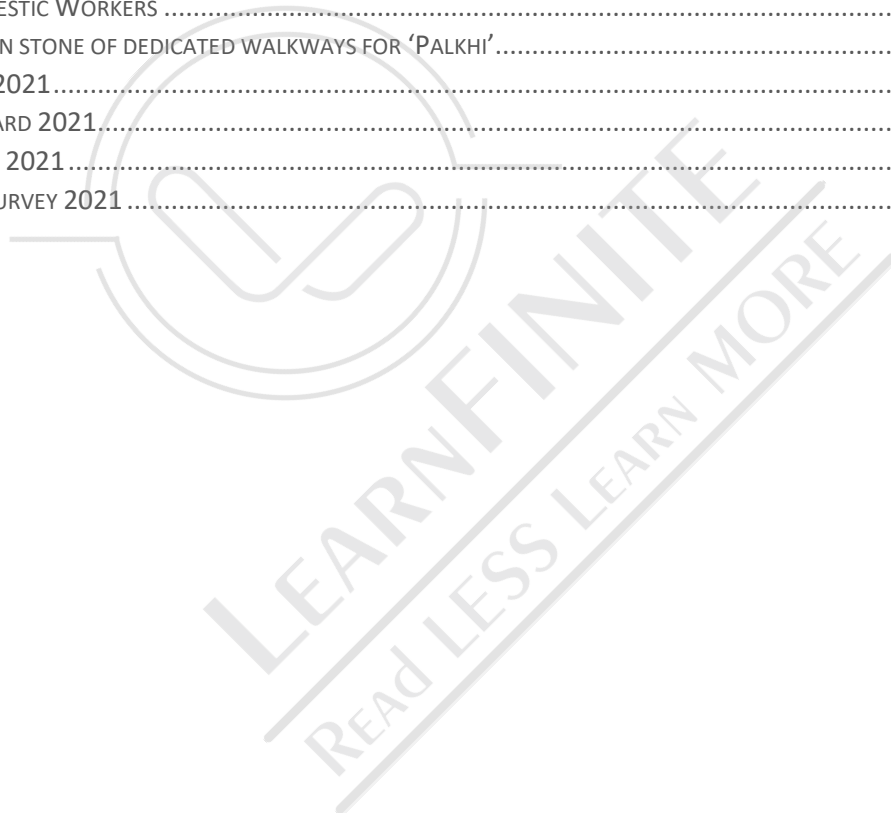 ESTIC WORKERS ........................................................................
N STONE OF DEDICATED WALKWAYS FOR ‘PALKHI’........................................................................
2021........................................................................
ARD 2021........................................................................
2021........................................................................
URVEY 2021........................................................................
LEARNFINITE
READ LESS LEARN MORE